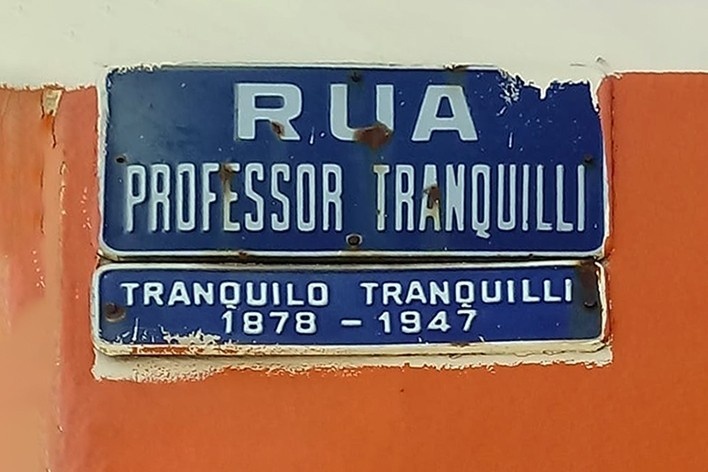 RUA
PROFESSOR TRANQUILLI
TRANQUILO TRANQUILLI
1878 - 1947